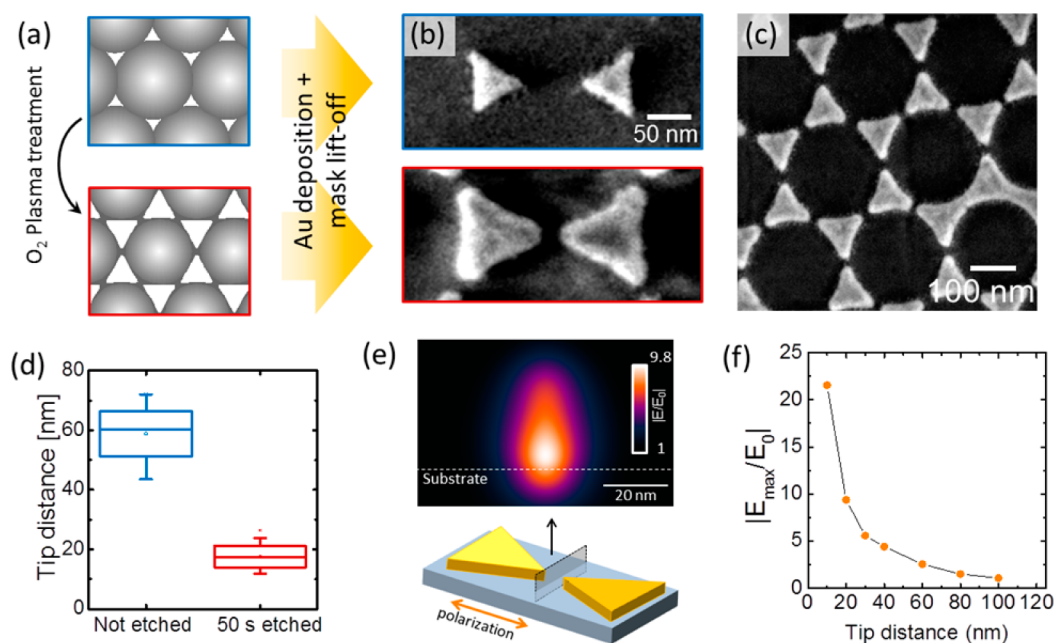 (a)
O₂ Plasma treatment
Au deposition +
mask lift-off
(b)
50 nm
(c)
100 nm
(d)
80
60
40
20
0
Tip distance [nm]
Not etched
50 s etched
(e)
9.8
|E/E₀|
1
Substrate
20 nm
polarization
(f)
25
20
15
10
5
0
|Eₘₐₓ/E₀|
0 20 40 60 80 100 120
Tip distance (nm)